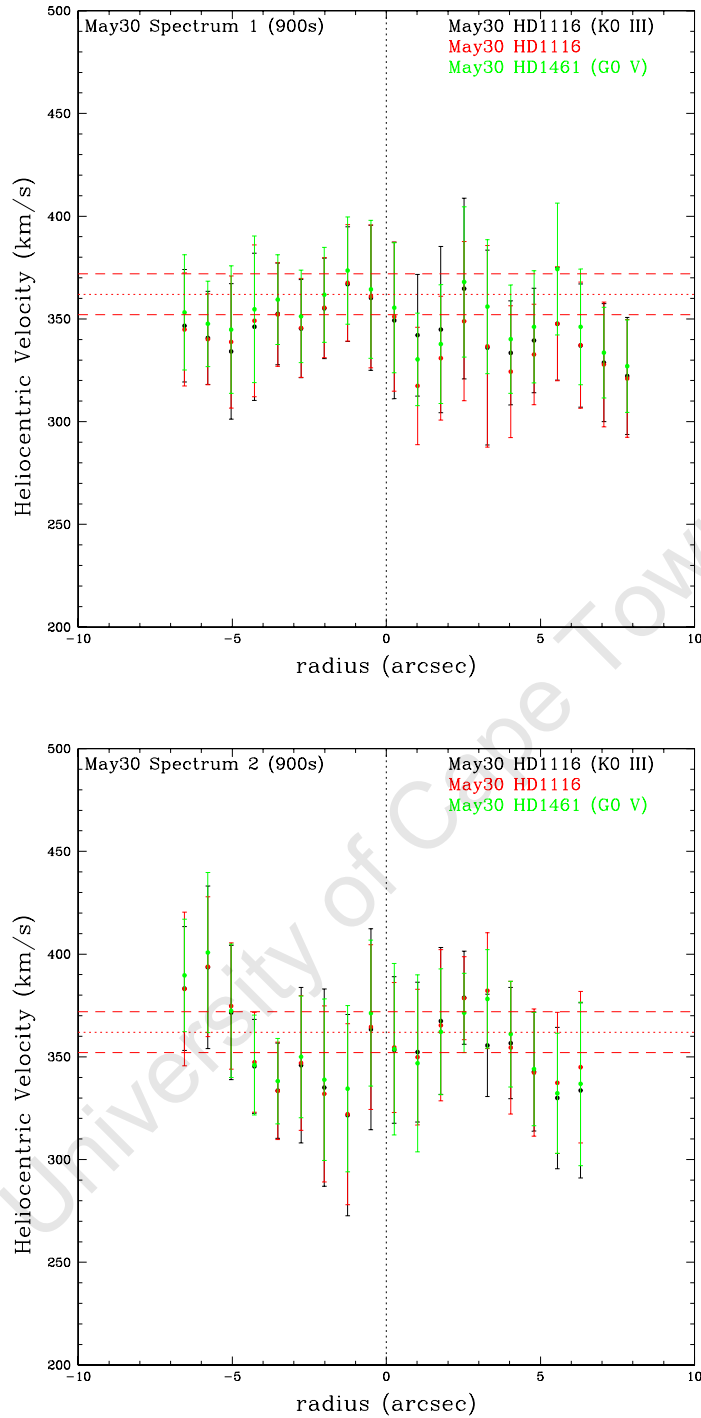 500
May30 Spectrum 1 (900s)
May30 HD1116 (K0 III)
May30 HD1116
May30 HD1461 (G0 V)
450
400
350
300
250
200
Heliocentric Velocity (km/s)
-10
-5
0
5
10
radius (arcsec)
500
May30 Spectrum 2 (900s)
May30 HD1116 (K0 III)
May30 HD1116
May30 HD1461 (G0 V)
450
400
350
300
250
200
Heliocentric Velocity (km/s)
-10
-5
0
5
10
radius (arcsec)
University of Cape Tow